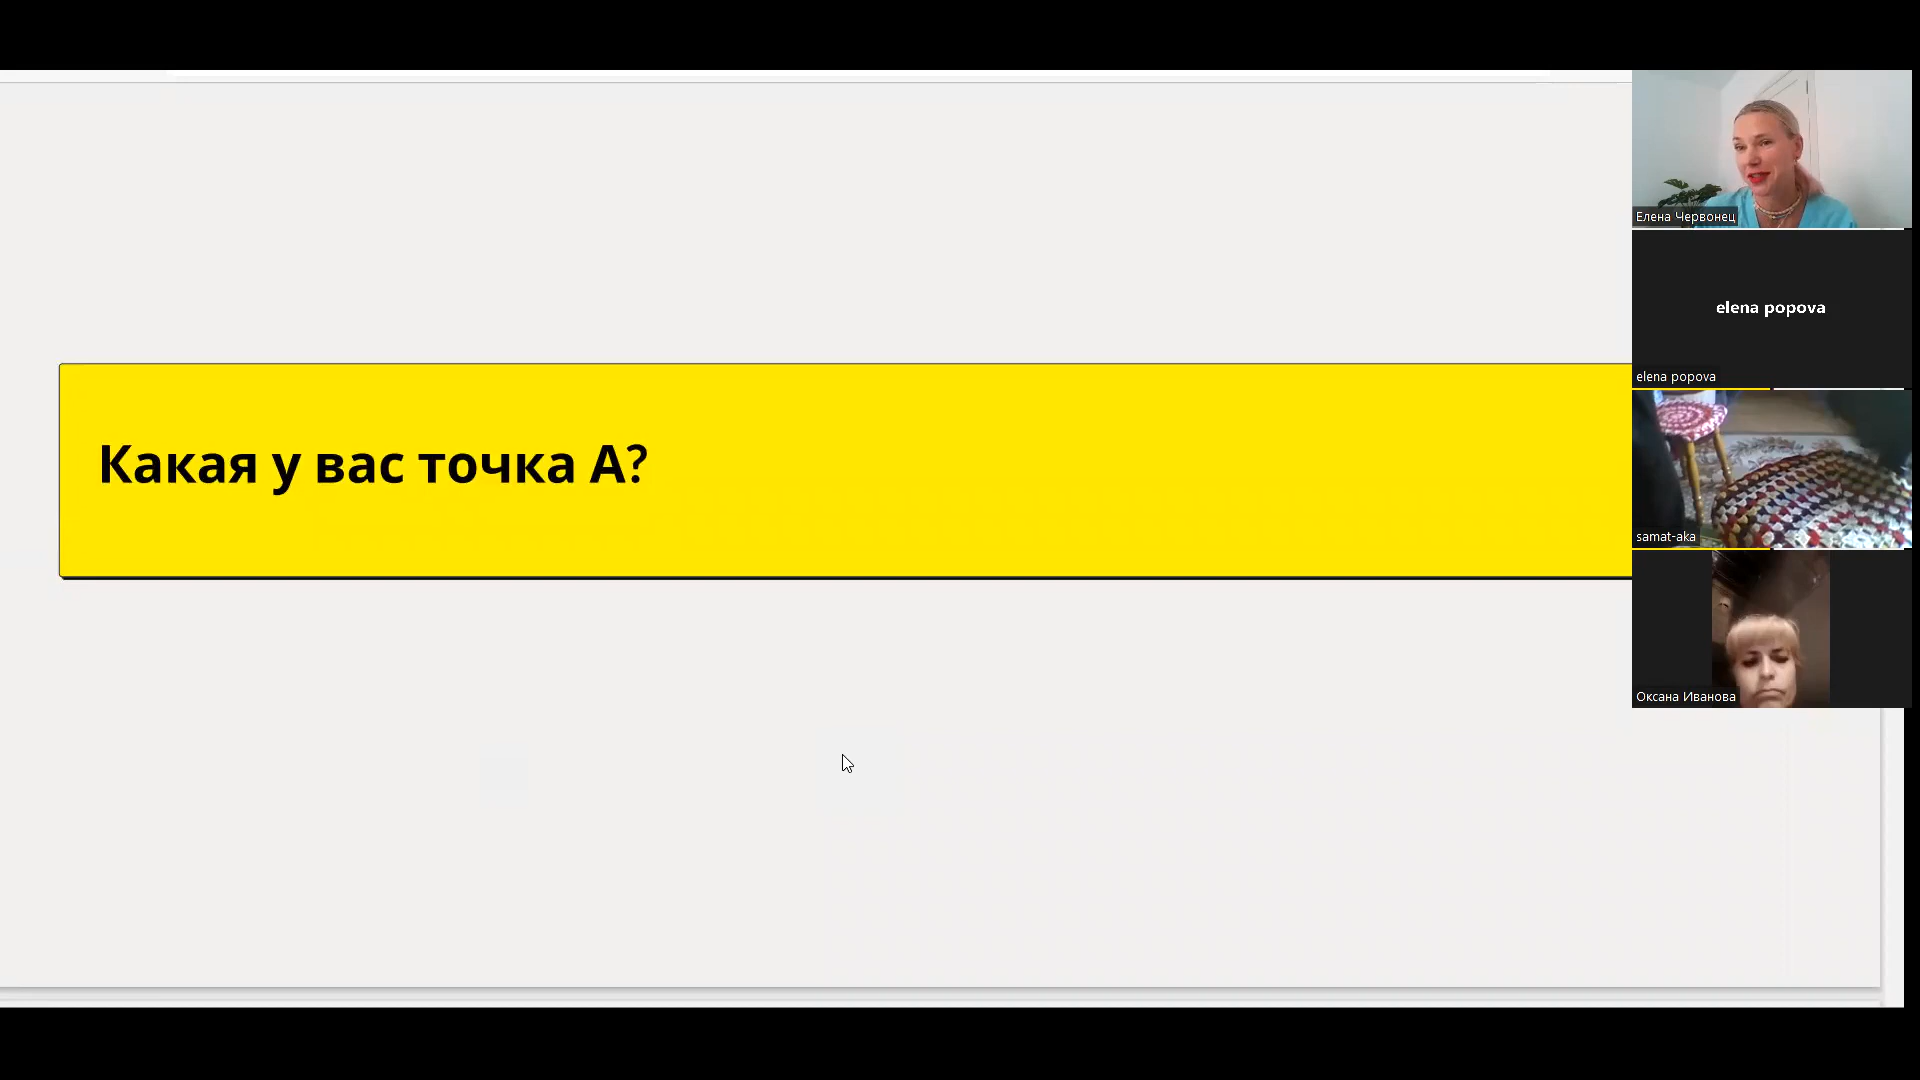 Какая у вас точка А?
Елена Червонец
elena popova
elena popova
samat-aka
Оксана Иванова